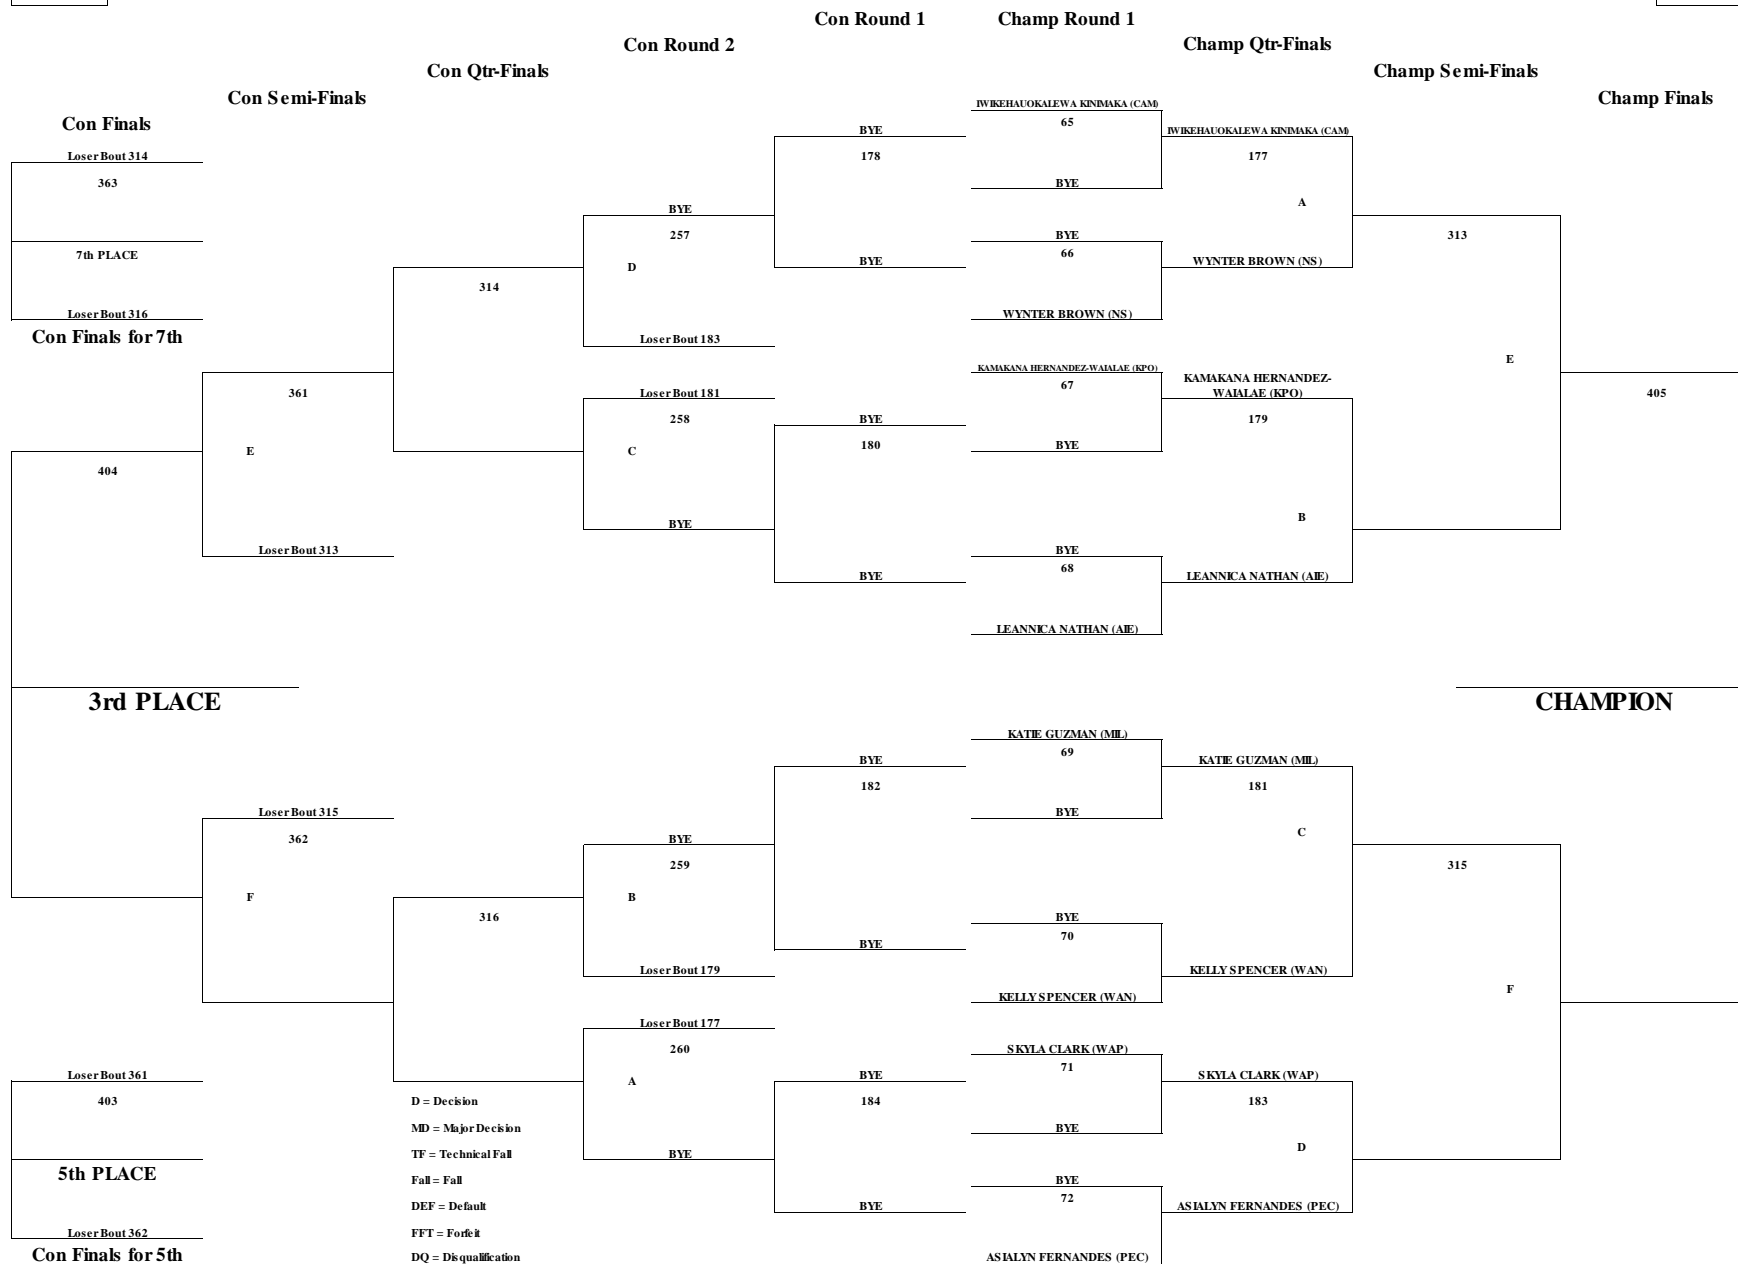 Con Round 1
Champ Round 1
Con Round 2
Champ Qtr-Finals
Con Qtr-Finals
Champ Semi-Finals
Con Semi-Finals
Champ Finals
Con Finals
IWIKEHAUOKALEWA KINIMAKA (CAM)
65
BYE
IWIKEHAUOKALEWA KINIMAKA (CAM)
Loser Bout 314
178
177
363
BYE
A
BYE
BYE
257
313
7th PLACE
66
BYE
WYNTER BROWN (NS)
D
314
Loser Bout 316
WYNTER BROWN (NS)
Con Finals for 7th
Loser Bout 183
E
KAMAKANA HERNANDEZ-WAIALAE (KPO)
67
KAMAKANA HERNANDEZ-
WAIALAE (KPO)
361
Loser Bout 181
405
258
BYE
179
180
BYE
E
C
404
B
BYE
Loser Bout 313
BYE
68
BYE
LEANNICA NATHAN (AIE)
LEANNICA NATHAN (AIE)
3rd PLACE
CHAMPION
KATIE GUZMAN (MIL)
69
BYE
KATIE GUZMAN (MIL)
182
181
Loser Bout 315
BYE
362
BYE
C
259
315
F
B
316
BYE
70
BYE
Loser Bout 179
KELLY SPENCER (WAN)
KELLY SPENCER (WAN)
F
Loser Bout 177
260
SKYLA CLARK (WAP)
71
Loser Bout 361
A
BYE
SKYLA CLARK (WAP)
403
D = Decision
184
183
MD = Major Decision
BYE
TF = Technical Fall
BYE
D
5th PLACE
Fall = Fall
BYE
72
DEF = Default
BYE
ASIALYN FERNANDES (PEC)
Loser Bout 362
FFT = Forfeit
Con Finals for 5th
DQ = Disqualification
ASIALYN FERNANDES (PEC)